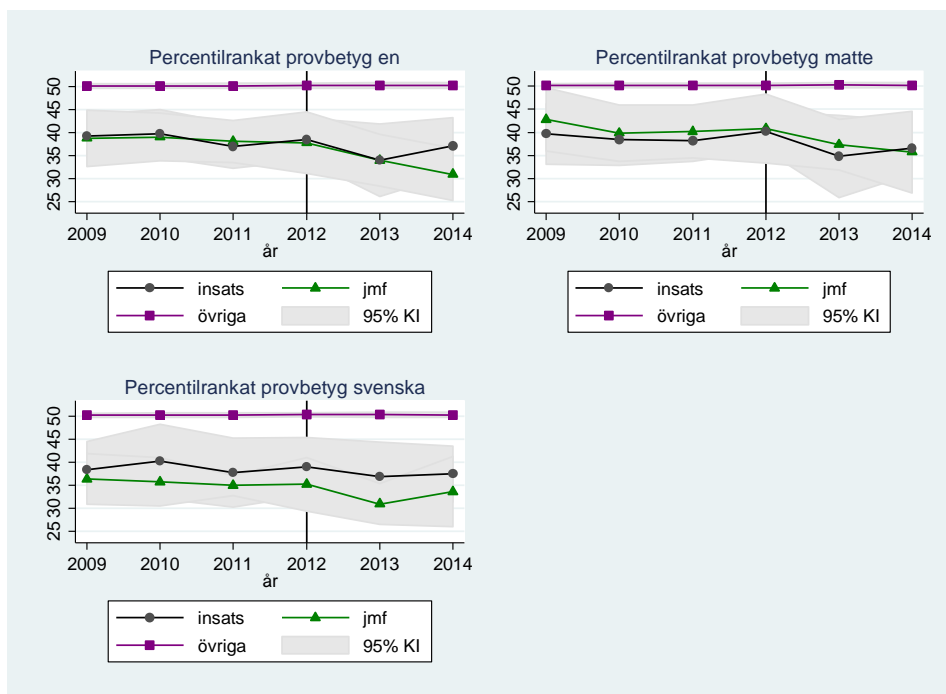 Percentilrankat provbetyg en
50
45
40
35
30
25
2009 2010 2011 2012 2013 2014
år
insats jmf
övriga 95% KI
Percentilrankat provbetyg matte
50
45
40
35
30
25
2009 2010 2011 2012 2013 2014
år
insats jmf
övriga 95% KI
Percentilrankat provbetyg svenska
50
45
40
35
30
25
2009 2010 2011 2012 2013 2014
år
insats jmf
övriga 95% KI